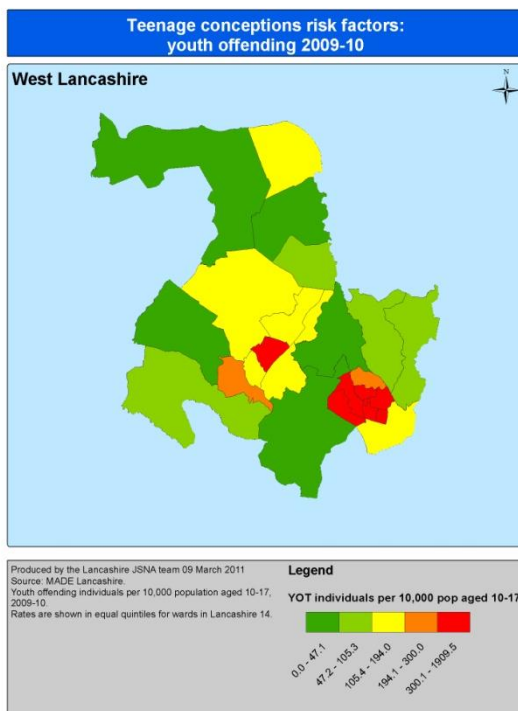 Teenage conceptions risk factors:
youth offending 2009-10
West Lancashire
N
Produced by the Lancashire JSNA team 09 March 2011
Source: MADE Lancashire.
Youth offending individuals per 10,000 population aged 10-17,
2009-10.
Rates are shown in equal quintiles for wards in Lancashire 14.
Legend
YOT individuals per 10,000 pop aged 10-17
0.0 - 47.1
47.2 - 105.3
105.4 - 194.0
194.1 - 300.0
300.1 - 1909.5